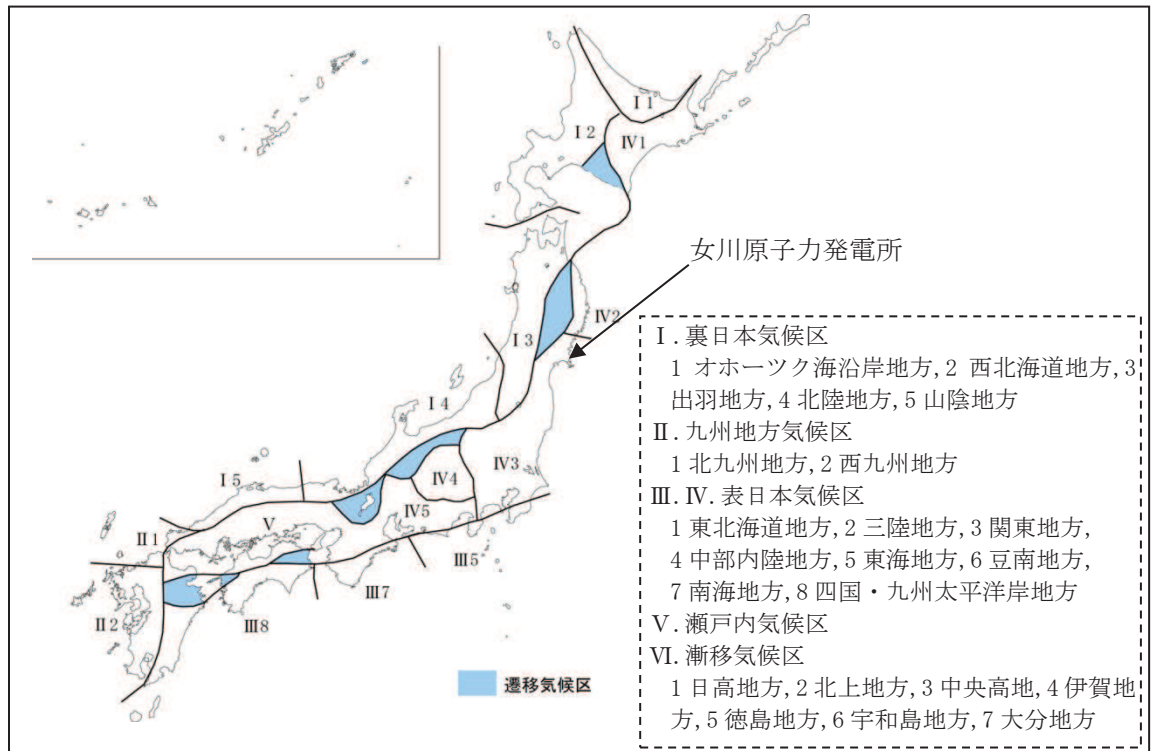 Ⅰ1
Ⅰ2
Ⅳ1
女川原子力発電所
Ⅳ2
Ⅰ3
Ⅰ4
Ⅳ3
Ⅳ4
Ⅰ5
Ⅳ5
Ⅴ
Ⅱ1
Ⅲ5
Ⅲ7
Ⅱ2
Ⅲ8
遷移気候区
Ⅰ.裏日本気候区
1 オホーツク海沿岸地方,2 西北海道地方,3
出羽地方,4 北陸地方,5 山陰地方
Ⅱ.九州地方気候区
1 北九州地方,2 西九州地方
Ⅲ.Ⅳ.表日本気候区
1 東北海道地方,2 三陸地方,3 関東地方,
4 中部内陸地方,5 東海地方,6 豆南地方,
7 南海地方,8 四国・九州太平洋岸地方
Ⅴ.瀬戸内気候区
Ⅵ.漸移気候区
1 日高地方,2 北上地方,3 中央高地,4 伊賀地
方,5 徳島地方,6 宇和島地方,7 大分地方